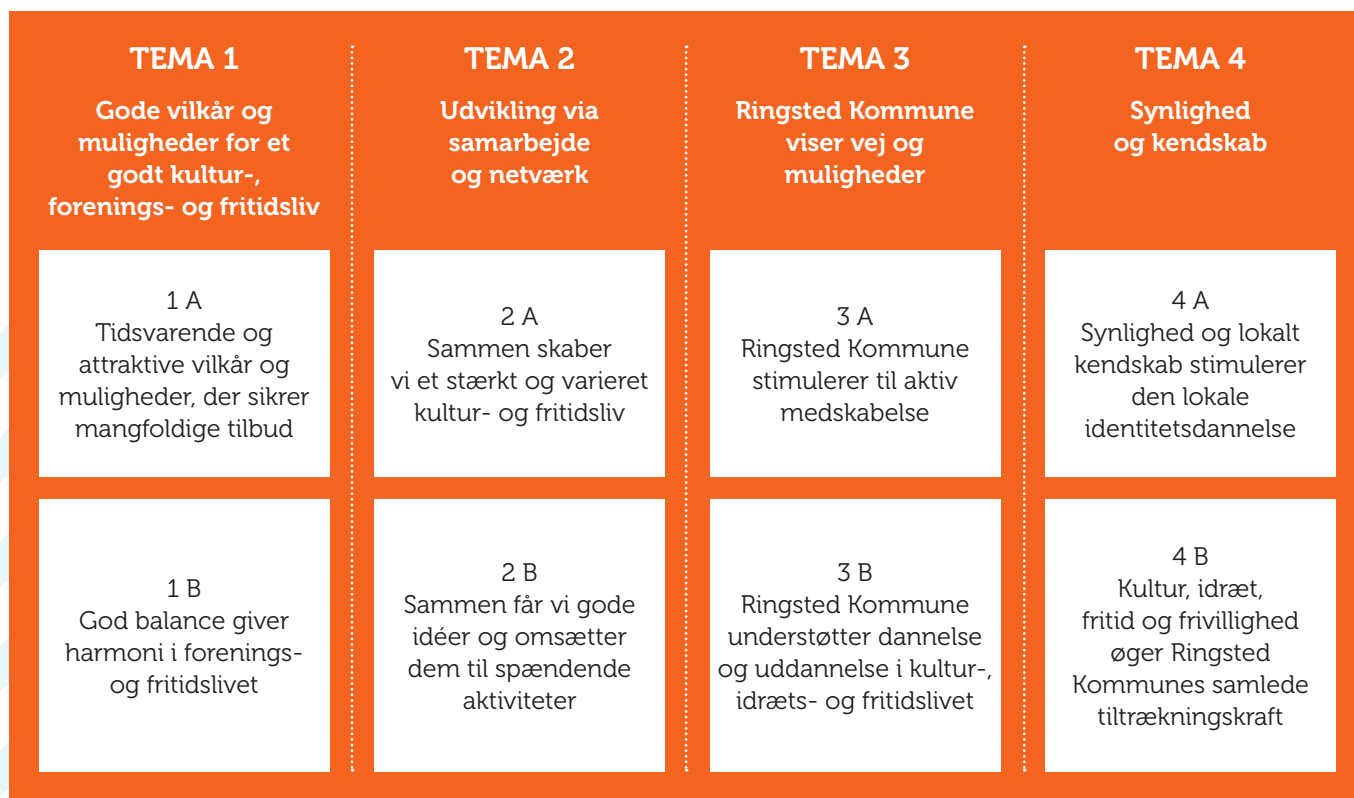 TEMA 1
Gode vilkår og
muligheder for et
godt kultur-,
forenings- og fritidsliv
1 A
Tidsvarende og
attraktive vilkår og
muligheder, der sikrer
mangfoldige tilbud
1 B
God balance giver
harmoni i forenings-
og fritidslivet
TEMA 2
Udvikling via
samarbejde
og netværk
2 A
Sammen skaber
vi et stærkt og varieret
kultur- og fritidsliv
2 B
Sammen får vi gode
idéer og omsætter
dem til spændende
aktiviteter
TEMA 3
Ringsted Kommune
viser vej og
muligheder
3 A
Ringsted Kommune
stimulerer til aktiv
medskabelse
3 B
Ringsted Kommune
understøtter dannelse
og uddannelse i kultur-,
idræts- og fritidslivet
TEMA 4
Synlighed
og kendskab
4 A
Synlighed og lokalt
kendskab stimulerer
den lokale
identitetsdannelse
4 B
Kultur, idræt,
fritid og frivillighed
øger Ringsted
Kommunes samlede
tiltrækningskraft